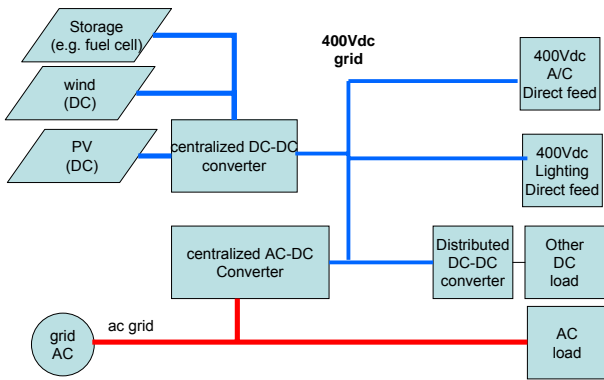 Storage
(e.g. fuel cell)
wind
(DC)
PV
(DC)
centralized DC-DC
converter
400Vdc
grid
400Vdc
A/C
Direct feed
400Vdc
Lighting
Direct feed
centralized AC-DC
Converter
Distributed
DC-DC
converter
Other
DC
load
ac grid
grid
AC
AC
load